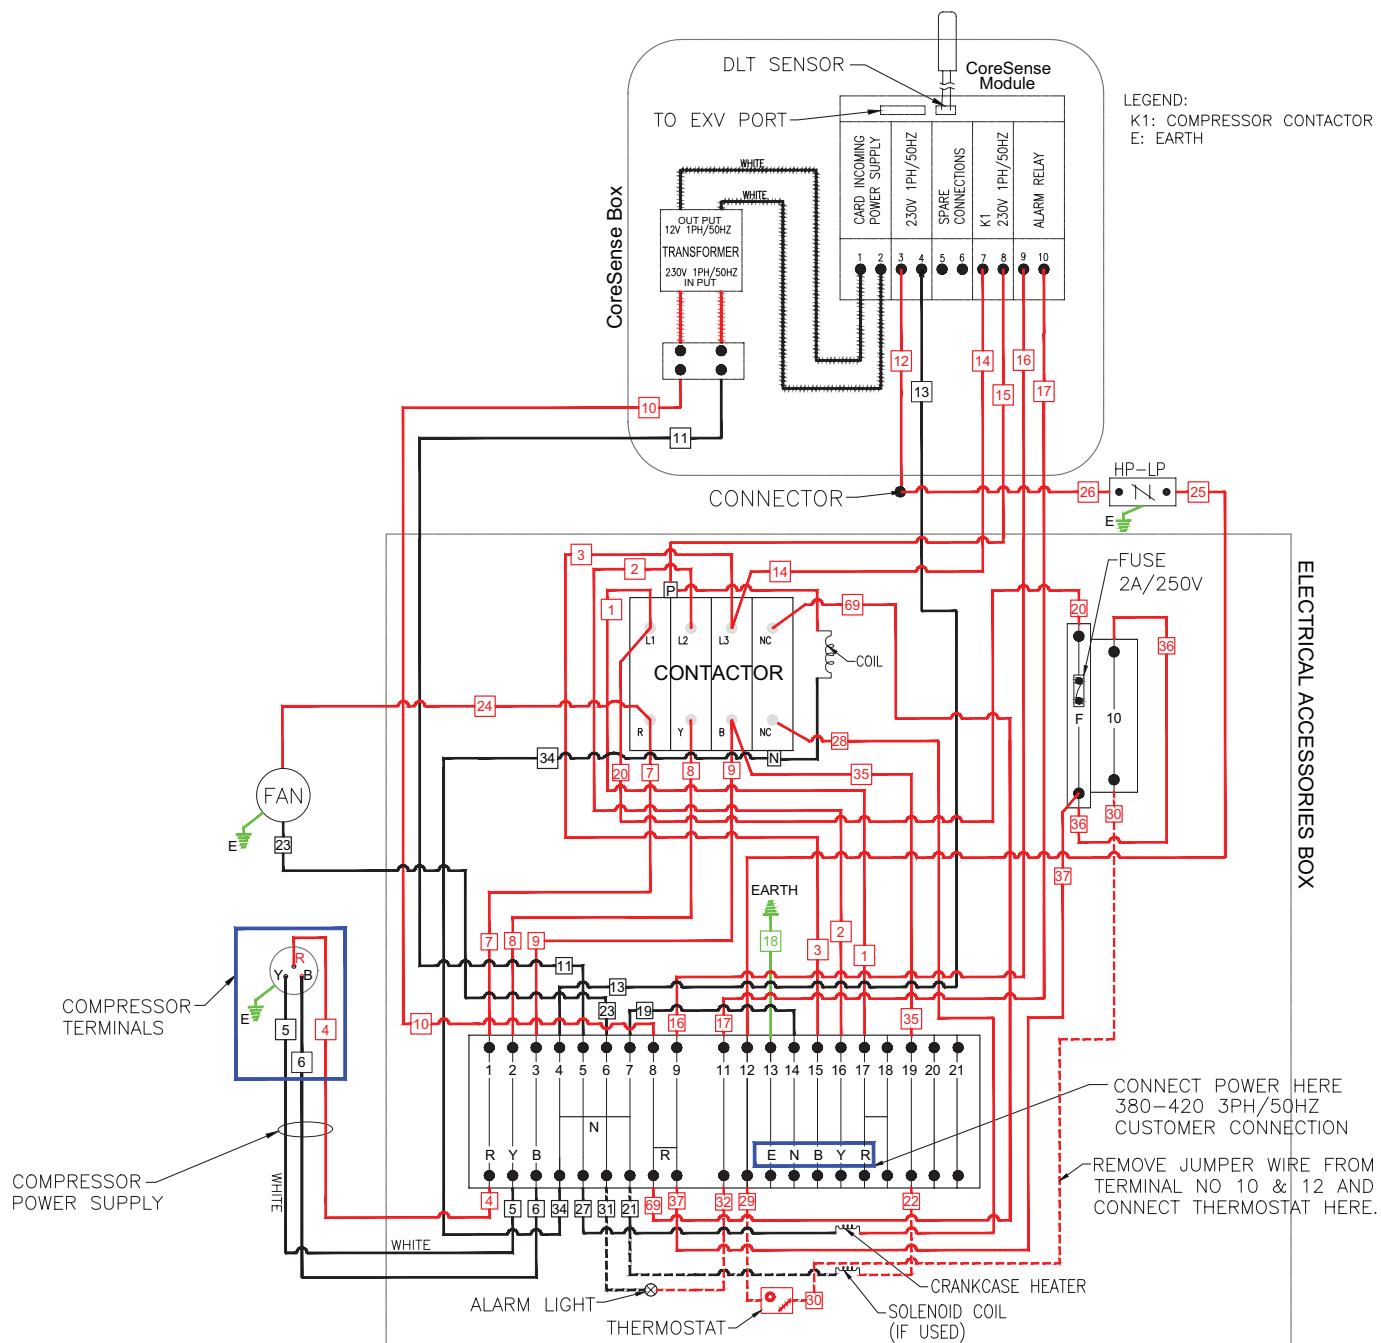 DLT SENSOR
CoreSense
Module
TO EXV PORT
LEGEND:
K1: COMPRESSOR CONTACTOR
E: EARTH
CoreSense Box
WHITE
WHITE
OUT PUT
12V 1PH/50HZ
TRANSFORMER
230V 1PH/50HZ
IN PUT
CARD INCOMING
POWER SUPPLY
230V 1PH/50HZ
SPARE
CONNECTIONS
K1
230V 1PH/50HZ
ALARM RELAY
1 2 3 4 5 6 7 8 9 10
12
13
14
15
16
17
10
11
CONNECTOR
26
HP-LP
25
E
ELECTRICAL ACCESSORIES BOX
FUSE
2A/250V
3
2
1
14
P
69
20
36
L1 L2 L3 NC
CONTACTOR
COIL
R Y B NC
F
10
24
28
34
N
20
7
8
9
35
36
30
37
FAN
E
23
EARTH
18
7
8
9
3
2
1
11
13
23
19
10
16
17
35
COMPRESSOR
TERMINALS
R
Y B
E
5
4
6
1 2 3 4 5 6 7 8 9 11 12 13 14 15 16 17 18 19 20 21
N
R Y B
R
E N B Y R
CONNECT POWER HERE
380-420 3PH/50HZ
CUSTOMER CONNECTION
COMPRESSOR
POWER SUPPLY
WHITE
4 5 6 34 27 31 21 69 37 32 29 22
REMOVE JUMPER WIRE FROM
TERMINAL NO 10 & 12 AND
CONNECT THERMOSTAT HERE.
WHITE
CRANKCASE HEATER
ALARM LIGHT
30
SOLENOID COIL
(IF USED)
THERMOSTAT